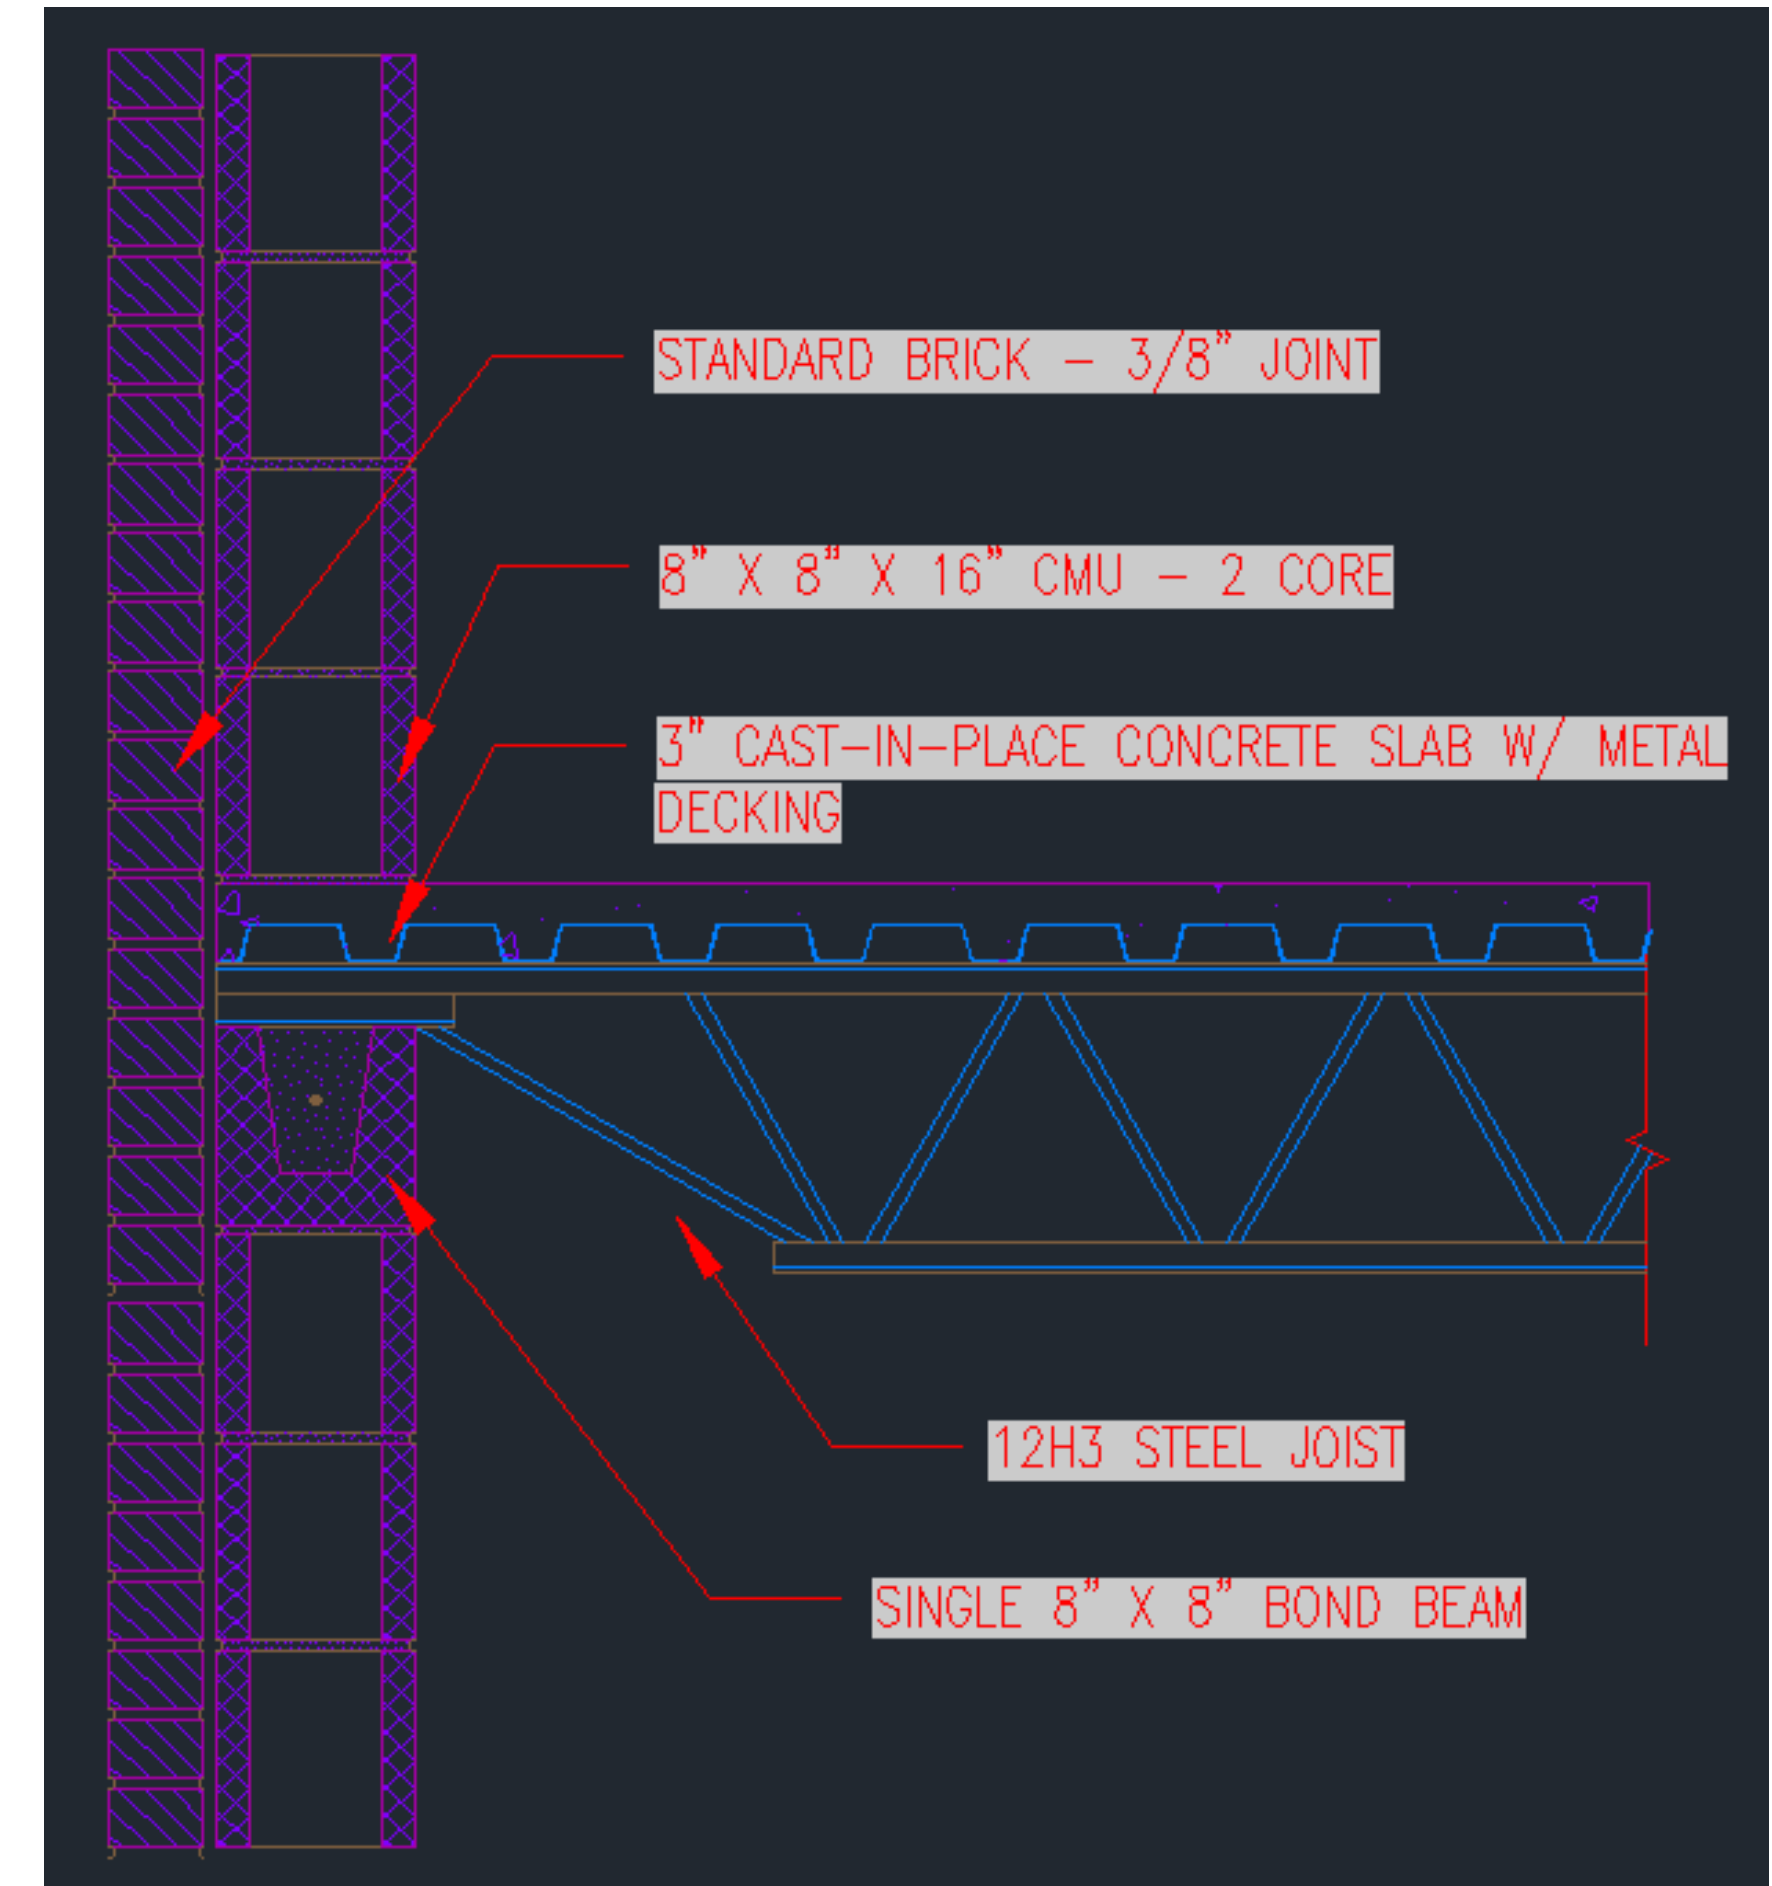 STANDARD BRICK - 3/8" JOINT
8" X 8" X 16" CMU - 2 CORE
3" CAST-IN-PLACE CONCRETE SLAB W/ METAL
DECKING
12H3 STEEL JOIST
SINGLE 8" X 8" BOND BEAM